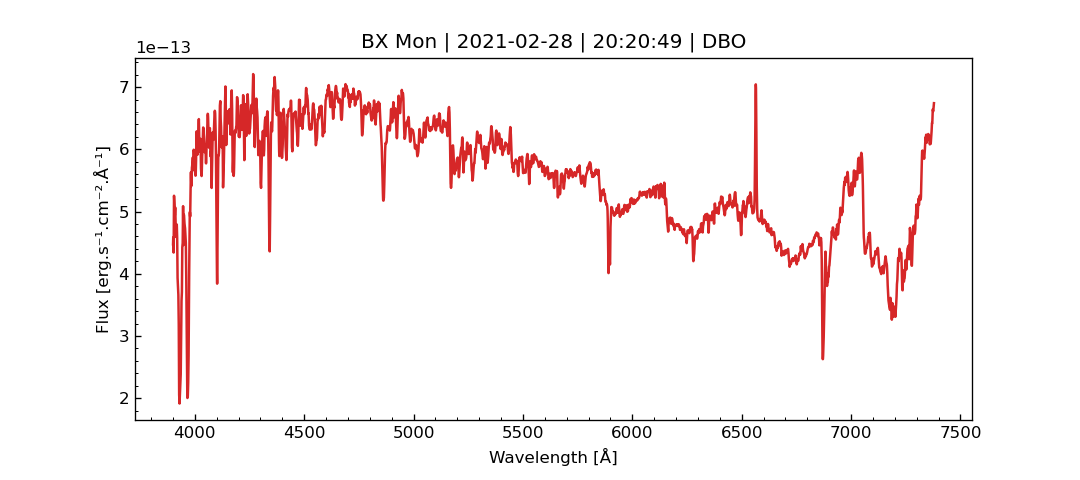 BX Mon | 2021-02-28 | 20:20:49 | DBO
1e−13
7
6
5
4
3
2
Flux [erg.s⁻¹.cm⁻².Å⁻¹]
4000 4500 5000 5500 6000 6500 7000 7500
Wavelength [Å]